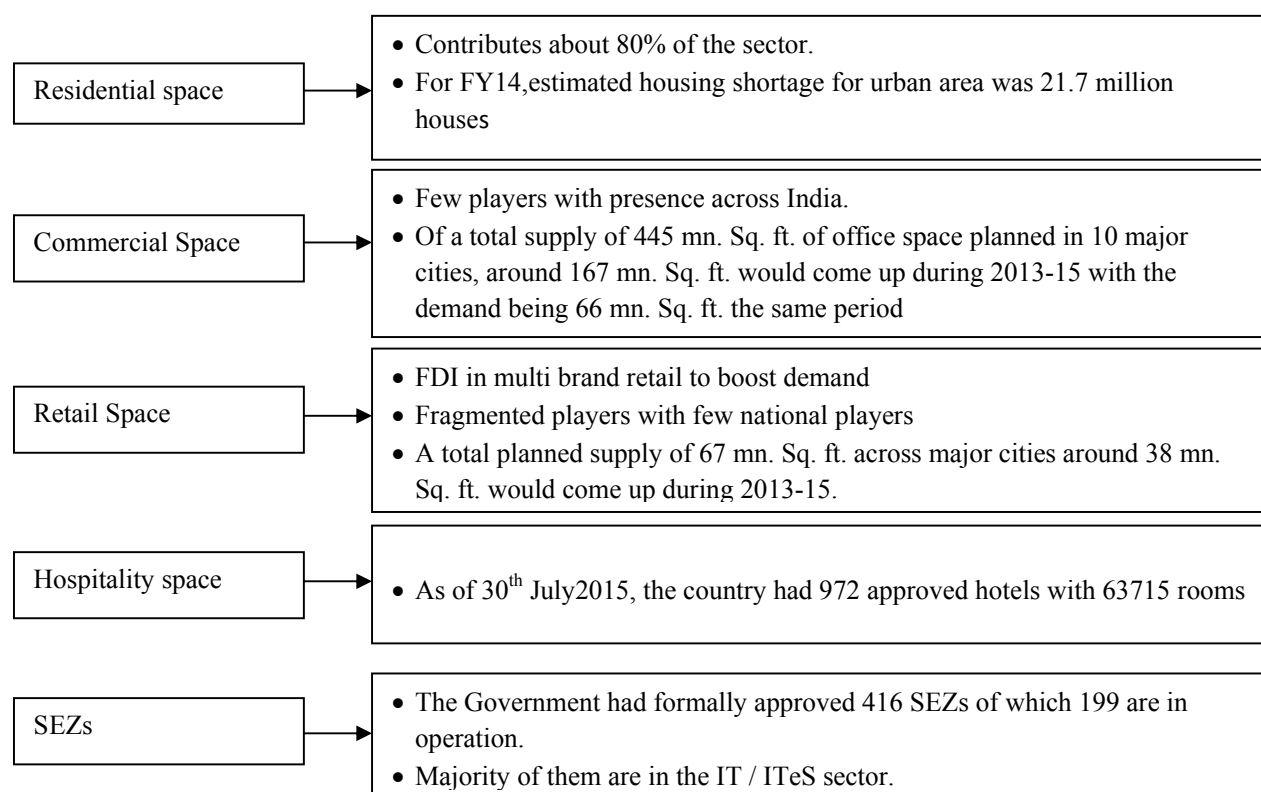 Residential space
• Contributes about 80% of the sector.
• For FY14,estimated housing shortage for urban area was 21.7 million
houses
Commercial Space
• Few players with presence across India.
• Of a total supply of 445 mn. Sq. ft. of office space planned in 10 major
cities, around 167 mn. Sq. ft. would come up during 2013-15 with the
demand being 66 mn. Sq. ft. the same period
Retail Space
• FDI in multi brand retail to boost demand
• Fragmented players with few national players
• A total planned supply of 67 mn. Sq. ft. across major cities around 38 mn.
Sq. ft. would come up during 2013-15.
Hospitality space
• As of 30th July2015, the country had 972 approved hotels with 63715 rooms
SEZs
• The Government had formally approved 416 SEZs of which 199 are in
operation.
• Majority of them are in the IT / ITeS sector.